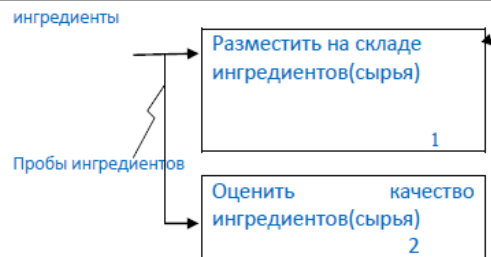 ингредиенты
Разместить на складе
ингредиентов(сырья)
1
Пробы ингредиентов
Оценить качество
ингредиентов(сырья)
2